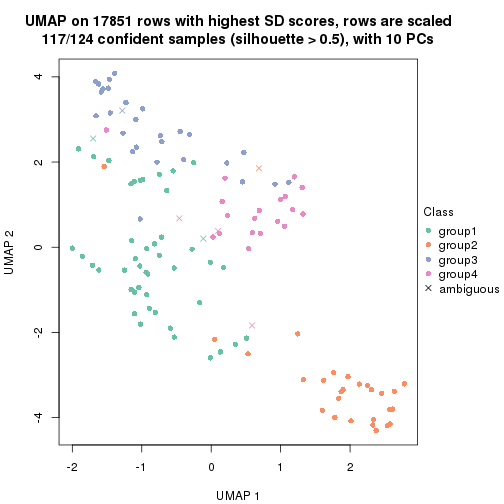 UMAP on 17851 rows with highest SD scores, rows are scaled
117/124 confident samples (silhouette > 0.5), with 10 PCs
4
2
0
-2
-4
UMAP 2
-2
-1
0
1
2
UMAP 1
Class
group1
group2
group3
group4
ambiguous